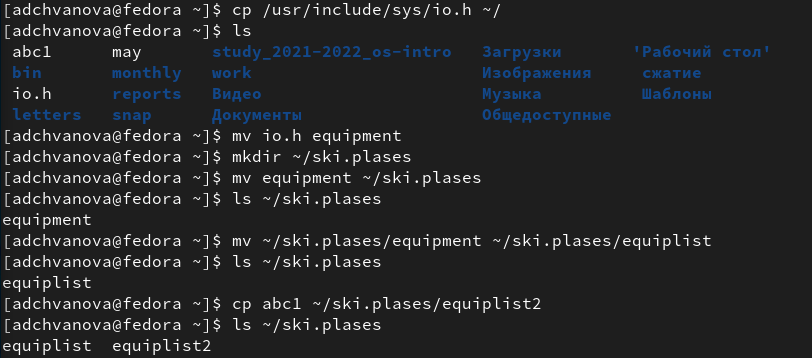 [adchvanova@fedora ~]$ cp /usr/include/sys/io.h ~/
[adchvanova@fedora ~]$ ls
abc1 may study_2021-2022_os-intro Загрузки 'Рабочий стол'
bin monthly work Изображения сжатие
io.h reports Видео Музыка Шаблоны
letters snap Документы Общедоступные
[adchvanova@fedora ~]$ mv io.h equipment
[adchvanova@fedora ~]$ mkdir ~/ski.plases
[adchvanova@fedora ~]$ mv equipment ~/ski.plases
[adchvanova@fedora ~]$ ls ~/ski.plases
equipment
[adchvanova@fedora ~]$ mv ~/ski.plases/equipment ~/ski.plases/equiplist
[adchvanova@fedora ~]$ ls ~/ski.plases
equiplist
[adchvanova@fedora ~]$ cp abc1 ~/ski.plases/equiplist2
[adchvanova@fedora ~]$ ls ~/ski.plases
equiplist equiplist2